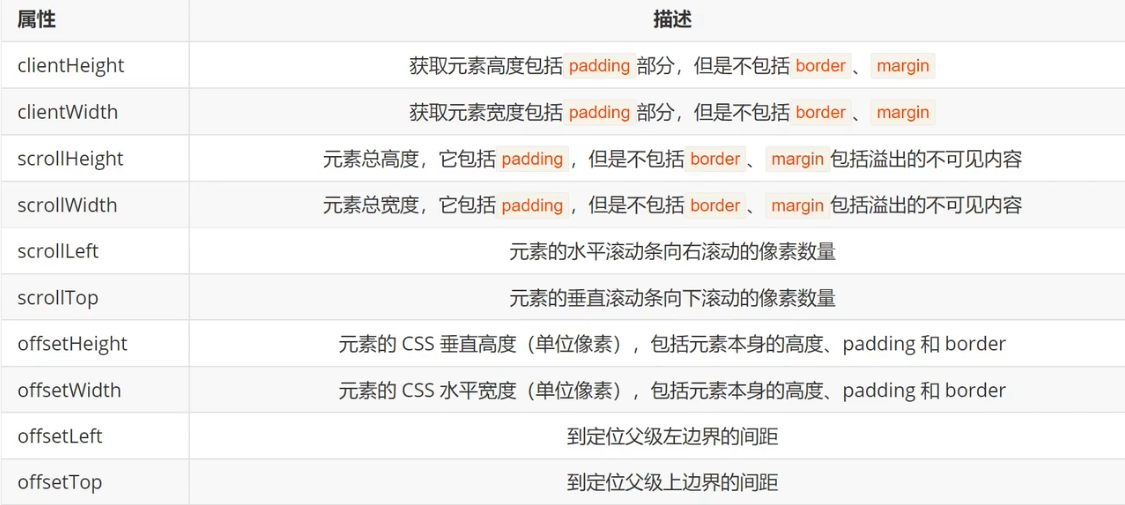 属性 描述
clientHeight 获取元素高度包括 padding 部分，但是不包括 border 、 margin
clientWidth 获取元素宽度包括 padding 部分，但是不包括 border 、 margin
scrollHeight 元素总高度，它包括 padding ，但是不包括 border 、 margin 包括溢出的不可见内容
scrollWidth 元素总宽度，它包括 padding ，但是不包括 border 、 margin 包括溢出的不可见内容
scrollLeft 元素的水平滚动条向右滚动的像素数量
scrollTop 元素的垂直滚动条向下滚动的像素数量
offsetHeight 元素的 CSS 垂直高度（单位像素），包括元素本身的高度、padding 和 border
offsetWidth 元素的 CSS 水平宽度（单位像素），包括元素本身的高度、padding 和 border
offsetLeft 到定位父级左边界的间距
offsetTop 到定位父级上边界的间距